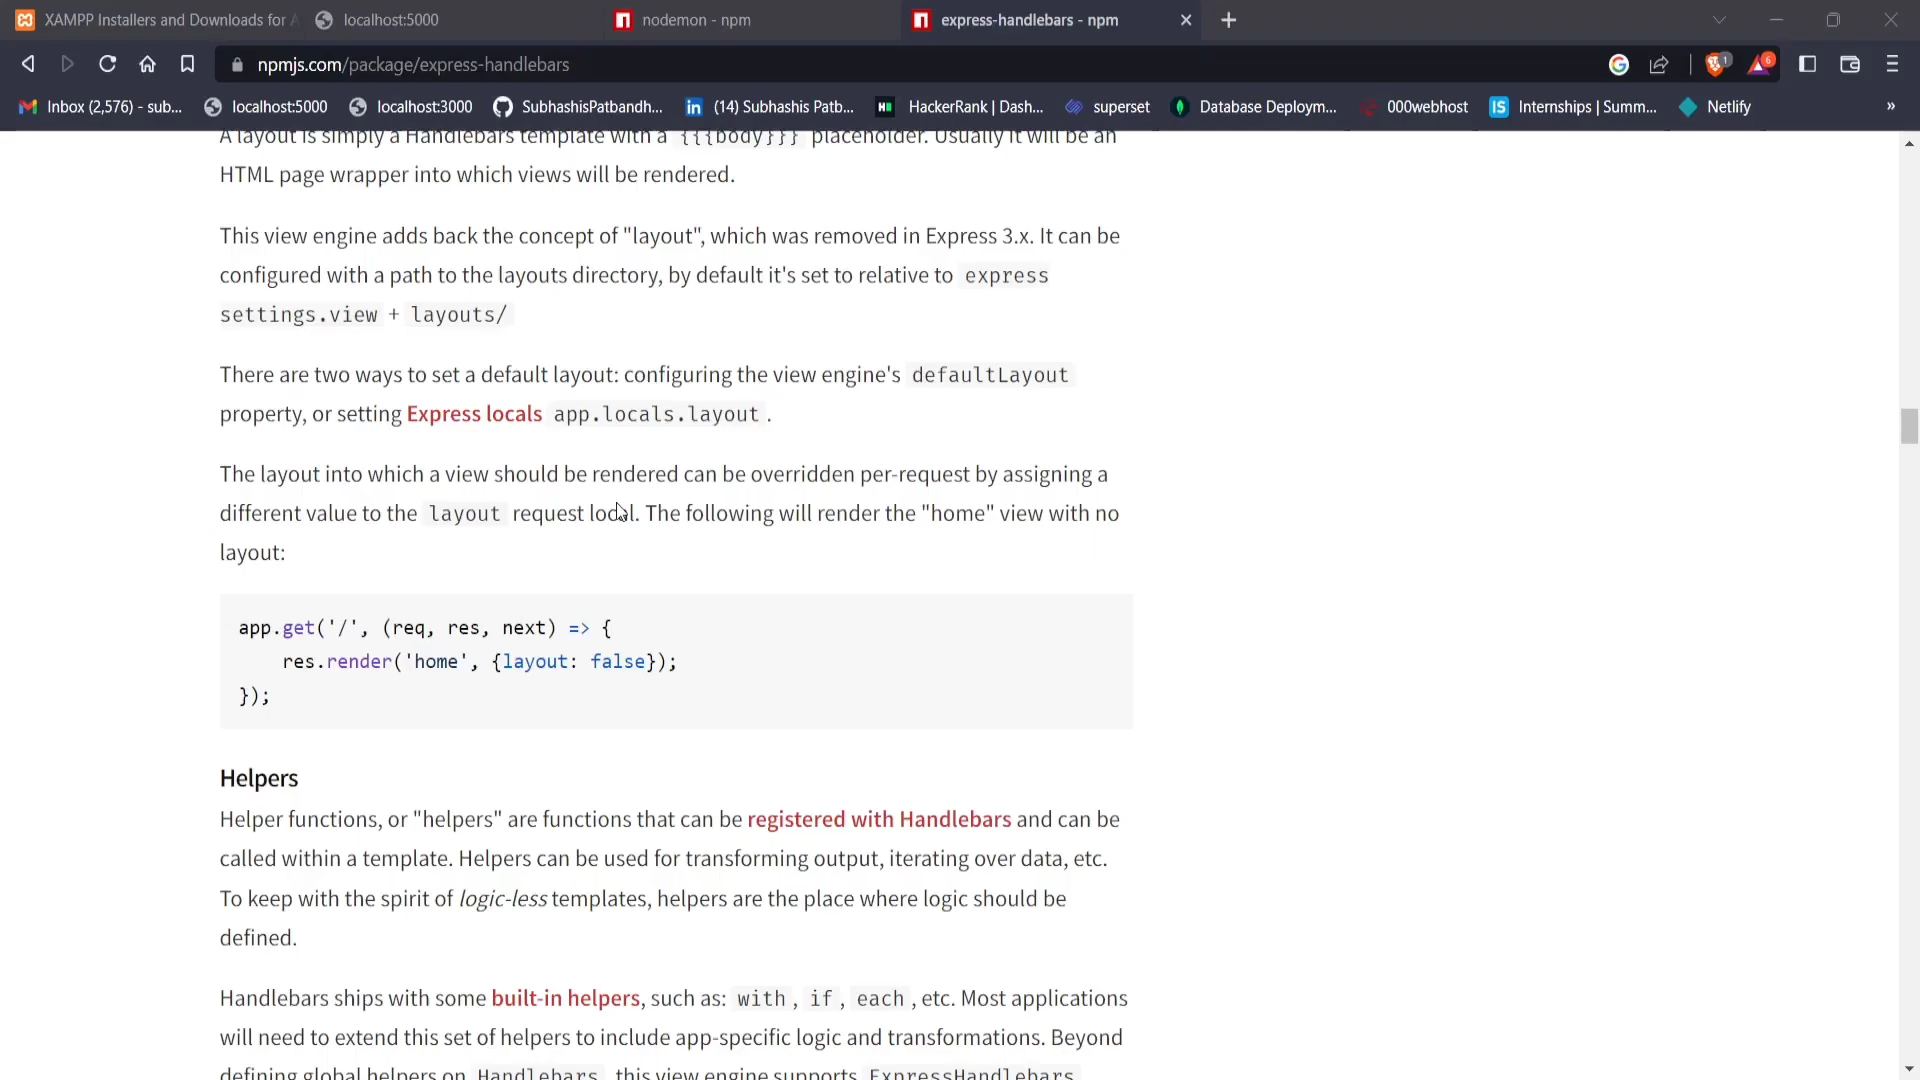 XAMPP Installers and Downloads for A
localhost:5000
nodemon - npm
express-handlebars - npm
npmjs.com/package/express-handlebars
1
6
Inbox (2,576) - sub...
localhost:5000
localhost:3000
SubhashisPatbandh...
in
(14) Subhashis Patb...
H
HackerRank | Dash...
superset
Database Deploym...
000webhost
IS
Internships | Summ...
Netlify
»
A layout is simply a Handlebars template with a {{{body}}} placeholder. Usually it will be an
HTML page wrapper into which views will be rendered.
This view engine adds back the concept of "layout", which was removed in Express 3.x. It can be
configured with a path to the layouts directory, by default it's set to relative to express
settings.view + layouts/
There are two ways to set a default layout: configuring the view engine's defaultLayout
property, or setting Express locals app.locals.layout .
The layout into which a view should be rendered can be overridden per-request by assigning a
different value to the layout request local. The following will render the "home" view with no
layout:
app.get('/', (req, res, next) => {
    res.render('home', {layout: false});
});
Helpers
Helper functions, or "helpers" are functions that can be registered with Handlebars and can be
called within a template. Helpers can be used for transforming output, iterating over data, etc.
To keep with the spirit of logic-less templates, helpers are the place where logic should be
defined.
Handlebars ships with some built-in helpers, such as: with , if , each , etc. Most applications
will need to extend this set of helpers to include app-specific logic and transformations. Beyond
defining global helpers on Handlebars , this view engine supports ExpressHandlebars